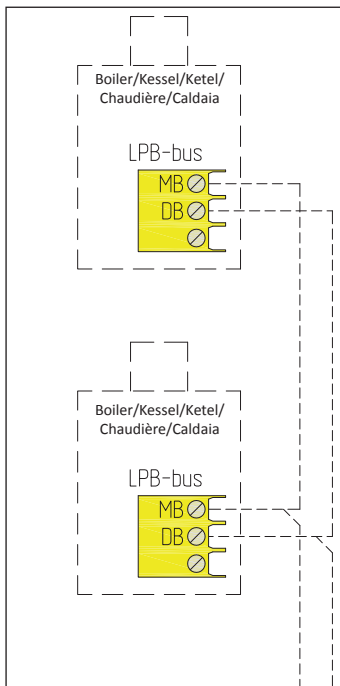 Boiler/Kessel/Ketel/
Chaudière/Caldaia
LPB-bus
MB
DB
Boiler/Kessel/Ketel/
Chaudière/Caldaia
LPB-bus
MB
DB